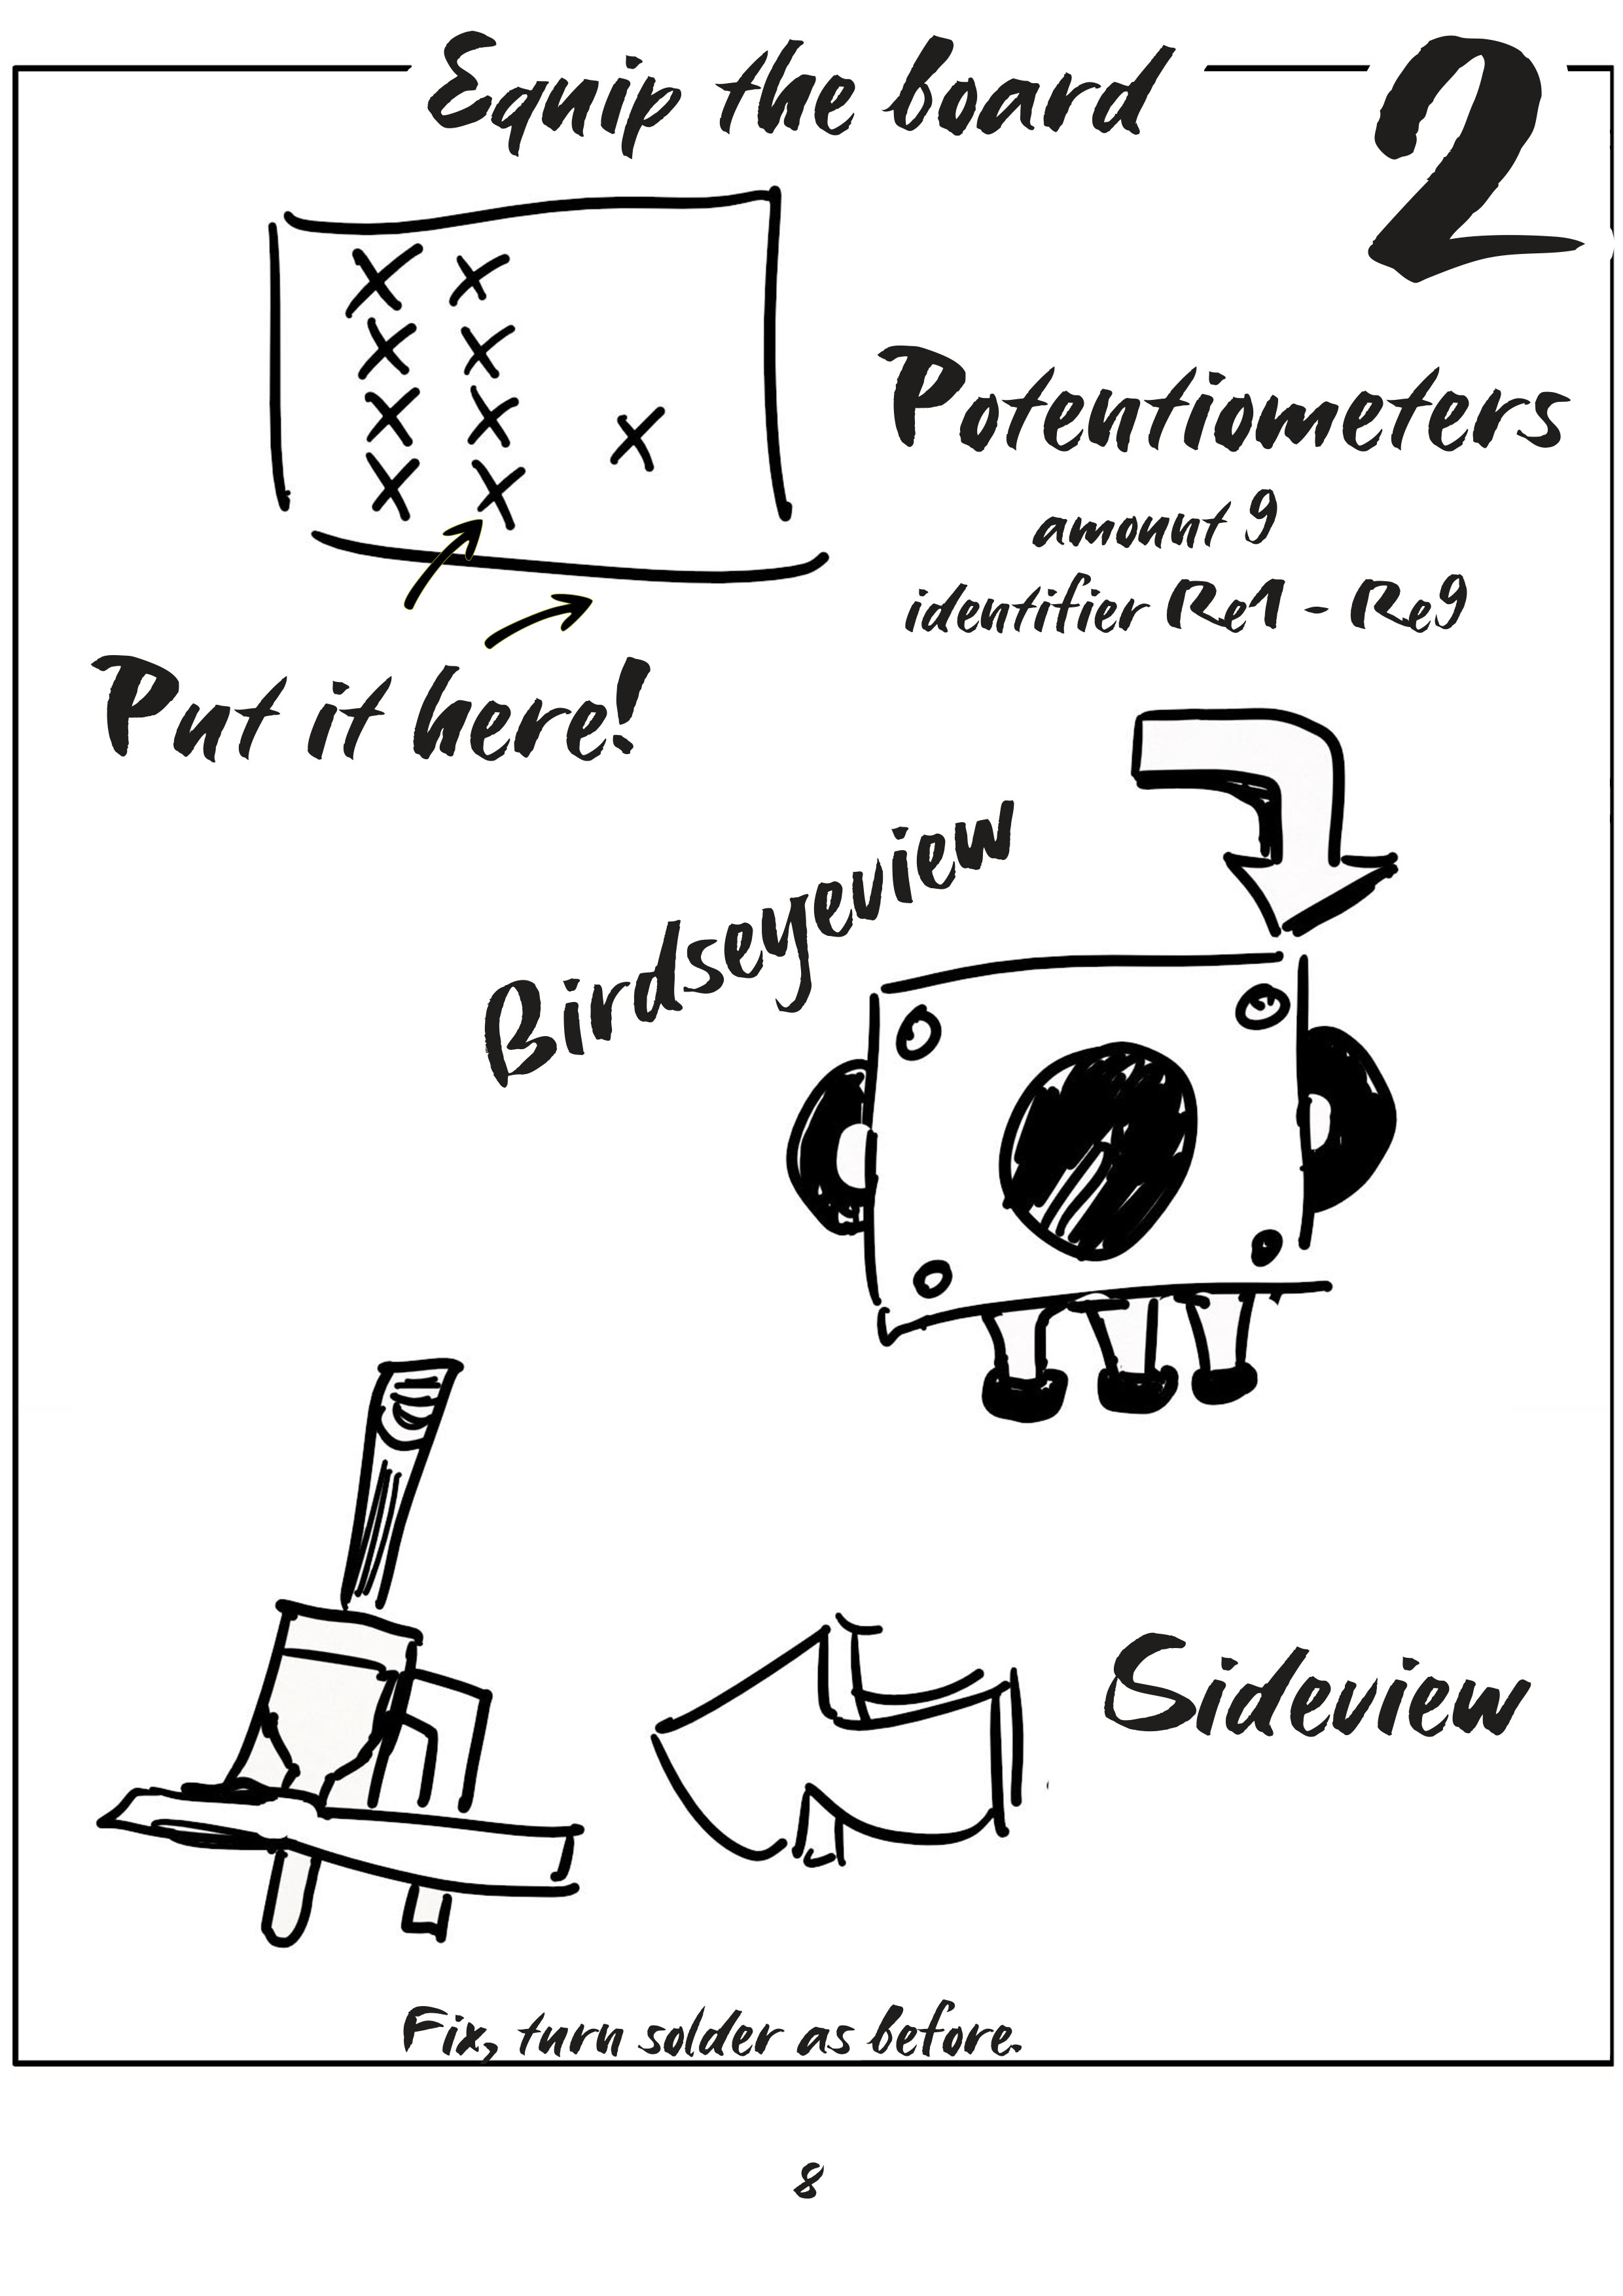 Equip the board
2
Potentiometers
amount 9
identifier Re1 - Re9
Put it here!
Birdseyeview
Sideview
Fix, turn solder as before.
8